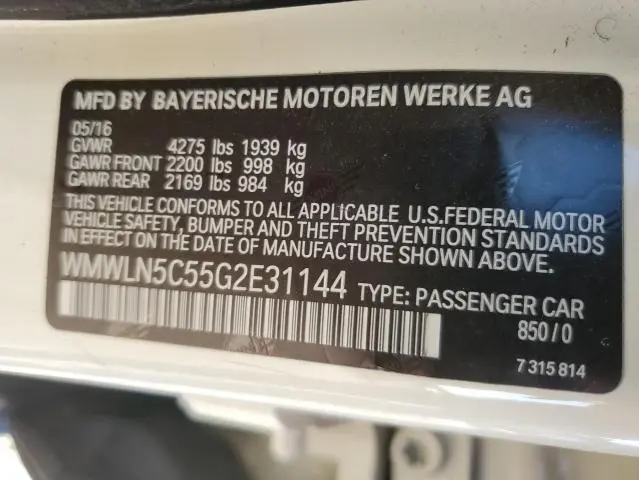 MFD BY BAYERISCHE MOTOREN WERKE AG
05/16
GVWR 4275 lbs 1939 kg
GAWR FRONT 2200 lbs 998 kg
GAWR REAR 2169 lbs 984 kg
THIS VEHICLE CONFORMS TO ALL APPLICABLE U.S.FEDERAL MOTOR
VEHICLE SAFETY, BUMPER AND THEFT PREVENTION STANDARDS
IN EFFECT ON THE DATE OF MANUFACTURE SHOWN ABOVE.
WMWLN5C55G2E31144 TYPE: PASSENGER CAR
850/0
7 315 814